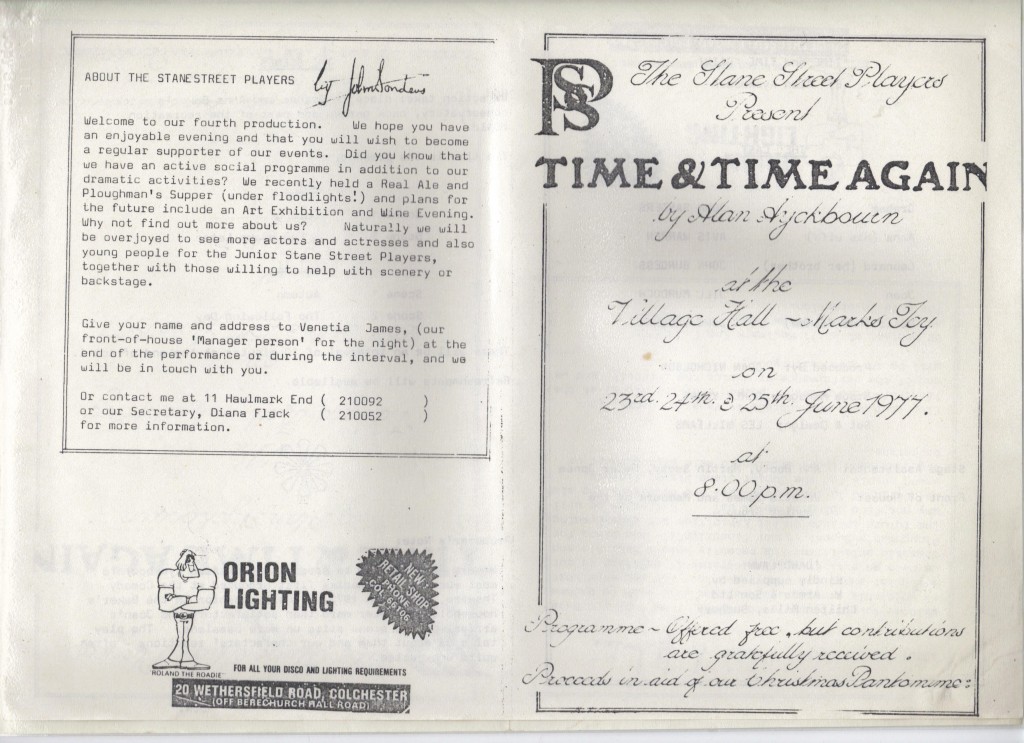 ABOUT THE STANESTREET PLAYERS by John Sanders
Welcome to our fourth production. We hope you have
an enjoyable evening and that you will wish to become
a regular supporter of our events. Did you know that
we have an active social programme in addition to our
dramatic activities? We recently held a Real Ale and
Ploughman's Supper (under floodlights!) and plans for
the future include an Art Exhibition and Wine Evening.
Why not find out more about us? Naturally we will
be overjoyed to see more actors and actresses and also
young people for the Junior Stane Street Players,
together with those willing to help with scenery or
backstage.
Give your name and address to Venetia James, (our
front-of-house 'Manager person' for the night) at the
end of the performance or during the interval, and we
will be in touch with you.
Or contact me at 11 Hawlmark End ( 210092 )
or our Secretary, Diana Flack ( 210052 )
for more information.
ROLAND THE ROADIE
ORION
LIGHTING
NEW
RETAIL SHOP
PHONE
COLCHESTER
FOR ALL YOUR DISCO AND LIGHTING REQUIREMENTS
20 WETHERSFIELD ROAD, COLCHESTER
(OFF BERECHURCH HALL ROAD)
PSS
The Stane Street Players
Present
TIME & TIME AGAIN
by Alan Ayckbourn
at the
Village Hall ~ Marks Tey
on
23rd. 24th. & 25th. June 1977.
at
8.00 p.m.
Programme ~ Offered free, but contributions
are gratefully received.
Proceeds in aid of our Christmas Pantomime: